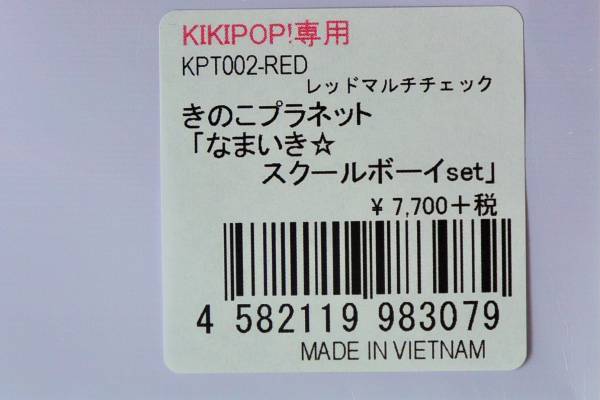 KIKIPOP!専用
KPT002-RED
レッドマルチチェック
きのこプラネット
「なまいき☆
スクールボーイset」
¥ 7,700+税
4 582119 983079
MADE IN VIETNAM